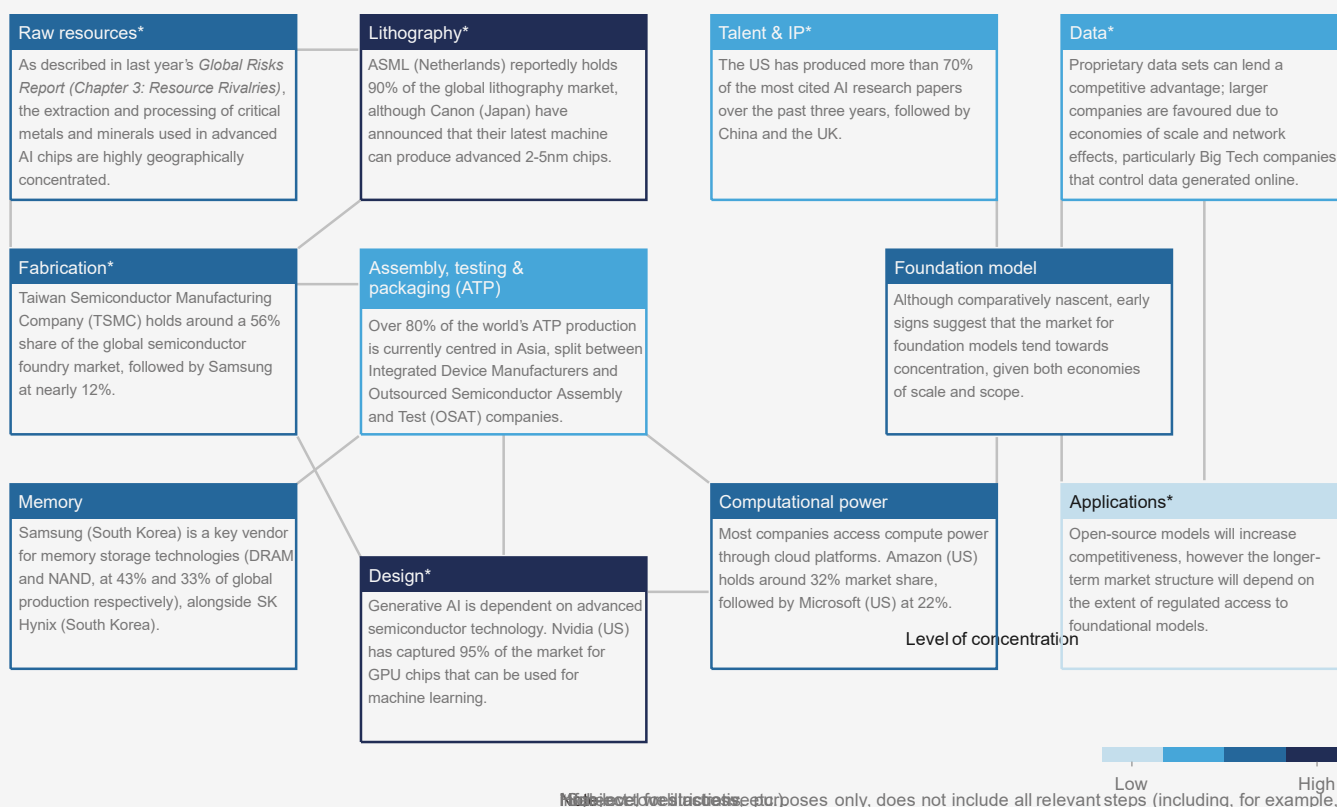 Raw resources*
As described in last year's Global Risks
Report (Chapter 3: Resource Rivalries),
the extraction and processing of critical
metals and minerals used in advanced
AI chips are highly geographically
concentrated.
Lithography*
ASML (Netherlands) reportedly holds
90% of the global lithography market,
although Canon (Japan) have
announced that their latest machine
can produce advanced 2-5nm chips.
Talent & IP*
The US has produced more than 70%
of the most cited AI research papers
over the past three years, followed by
China and the UK.
Data*
Proprietary data sets can lend a
competitive advantage; larger
companies are favoured due to
economies of scale and network
effects, particularly Big Tech companies
that control data generated online.
Fabrication*
Taiwan Semiconductor Manufacturing
Company (TSMC) holds around a 56%
share of the global semiconductor
foundry market, followed by Samsung
at nearly 12%.
Assembly, testing &
packaging (ATP)
Over 80% of the world's ATP production
is currently centred in Asia, split between
Integrated Device Manufacturers and
Outsourced Semiconductor Assembly
and Test (OSAT) companies.
Foundation model
Although comparatively nascent, early
signs suggest that the market for
foundation models tend towards
concentration, given both economies
of scale and scope.
Memory
Samsung (South Korea) is a key vendor
for memory storage technologies (DRAM
and NAND, at 43% and 33% of global
production respectively), alongside SK
Hynix (South Korea).
Design*
Generative AI is dependent on advanced
semiconductor technology. Nvidia (US)
has captured 95% of the market for
GPU chips that can be used for
machine learning.
Computational power
Most companies access compute power
through cloud platforms. Amazon (US)
holds around 32% market share,
followed by Microsoft (US) at 22%.
Applications*
Open-source models will increase
competitiveness, however the longer-
term market structure will depend on
the extent of regulated access to
foundational models.
Level of concentration
Low
High
purposes only, does not include all relevant steps (including, for example,